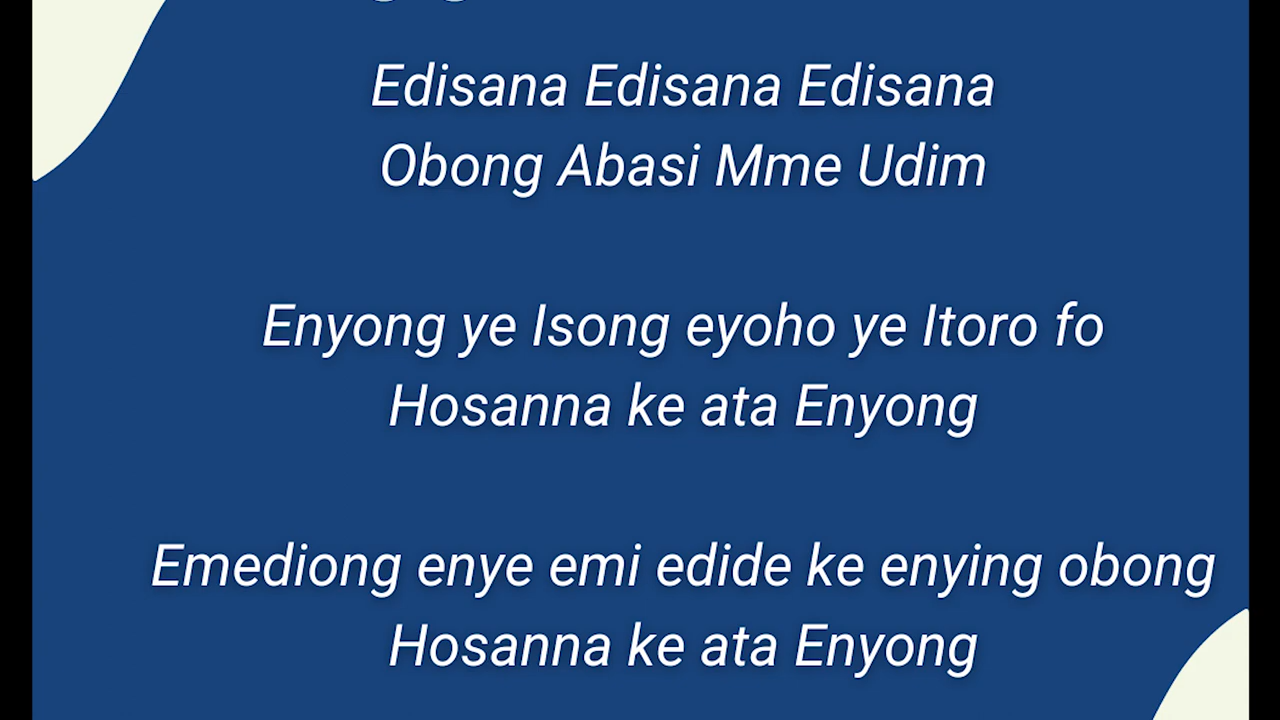 Edisana Edisana Edisana
Obong Abasi Mme Udim
Enyong ye Isong eyoho ye Itoro fo
Hosanna ke ata Enyong
Emediong enye emi edide ke enying obong
Hosanna ke ata Enyong